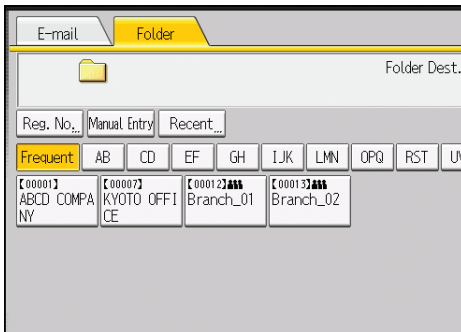 E-mail Folder
Folder Dest.
Reg. No. Manual Entry Recent
Frequent AB CD EF GH IJK LMN OPQ RST
【00001】 【00007】 【00012】 【00013】
ABCD COMPA KYOTO OFFI Branch_01 Branch_02
NY CE